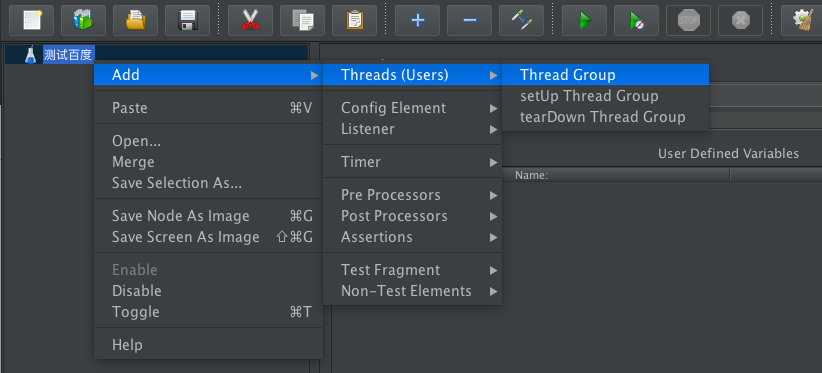 STOP
测试百度
Add
Paste ⌘V
Open...
Merge
Save Selection As...
Save Node As Image ⌘G
Save Screen As Image ⇧⌘G
Enable
Disable
Toggle ⌘T
Help
Threads (Users)
Config Element
Listener
Timer
Pre Processors
Post Processors
Assertions
Test Fragment
Non-Test Elements
Thread Group
setUp Thread Group
tearDown Thread Group
User Defined Variables
Name: